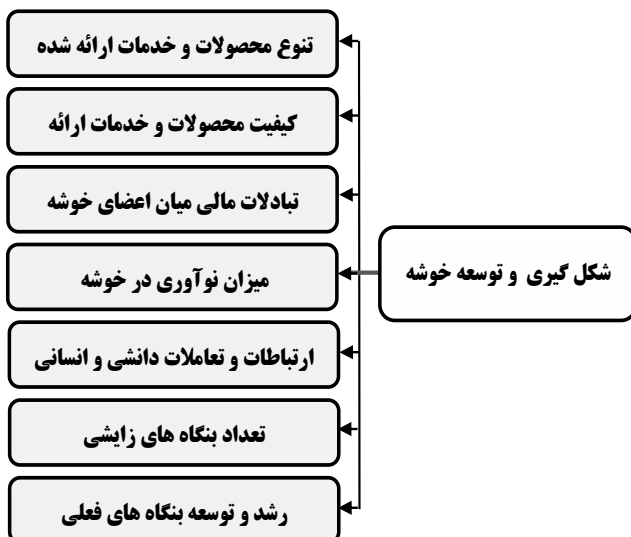 شکل گیری و توسعه خوشه
تنوع محصولات و خدمات ارائه شده
کیفیت محصولات و خدمات ارائه
تبادلات مالی میان اعضای خوشه
میزان نوآوری در خوشه
ارتباطات و تعاملات دانشی و انسانی
تعداد بنگاه های زایشی
رشد و توسعه بنگاه های فعلی